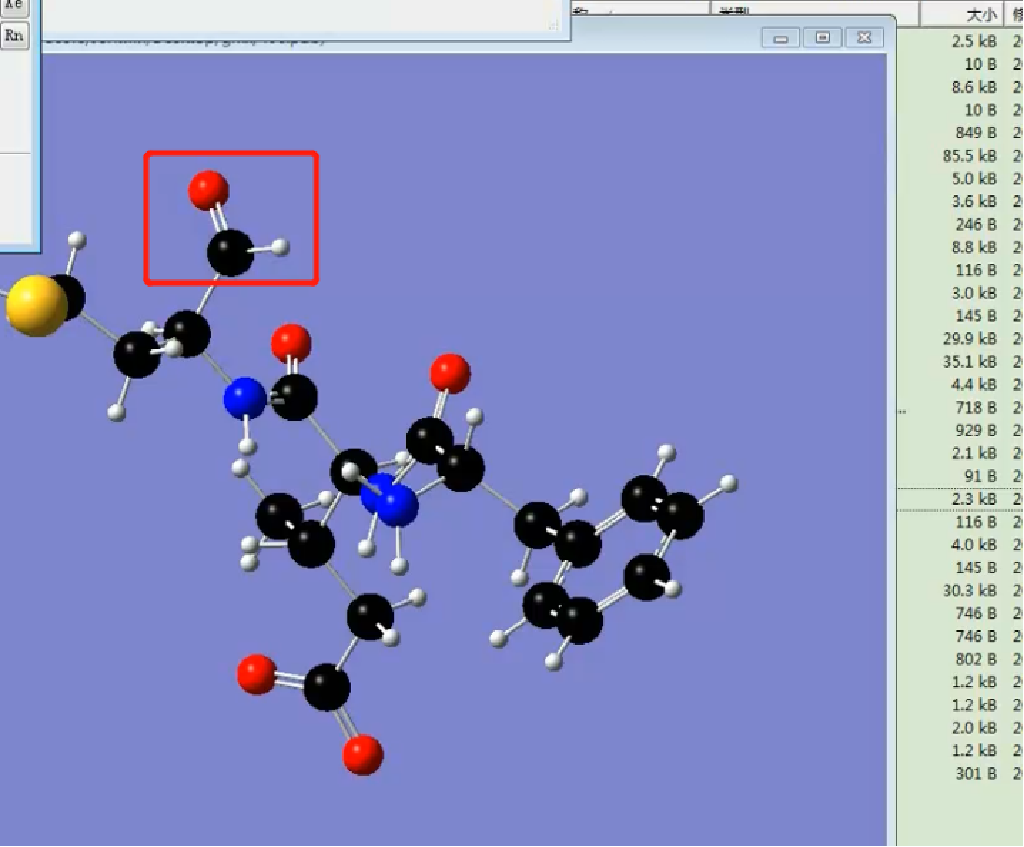 Xe
Rn
大小
2.5 kB
10 B
8.6 kB
10 B
849 B
85.5 kB
5.0 kB
3.6 kB
246 B
8.8 kB
116 B
3.0 kB
145 B
29.9 kB
35.1 kB
4.4 kB
718 B
929 B
2.1 kB
91 B
2.3 kB
116 B
4.0 kB
145 B
30.3 kB
746 B
746 B
802 B
1.2 kB
1.2 kB
2.0 kB
1.2 kB
301 B